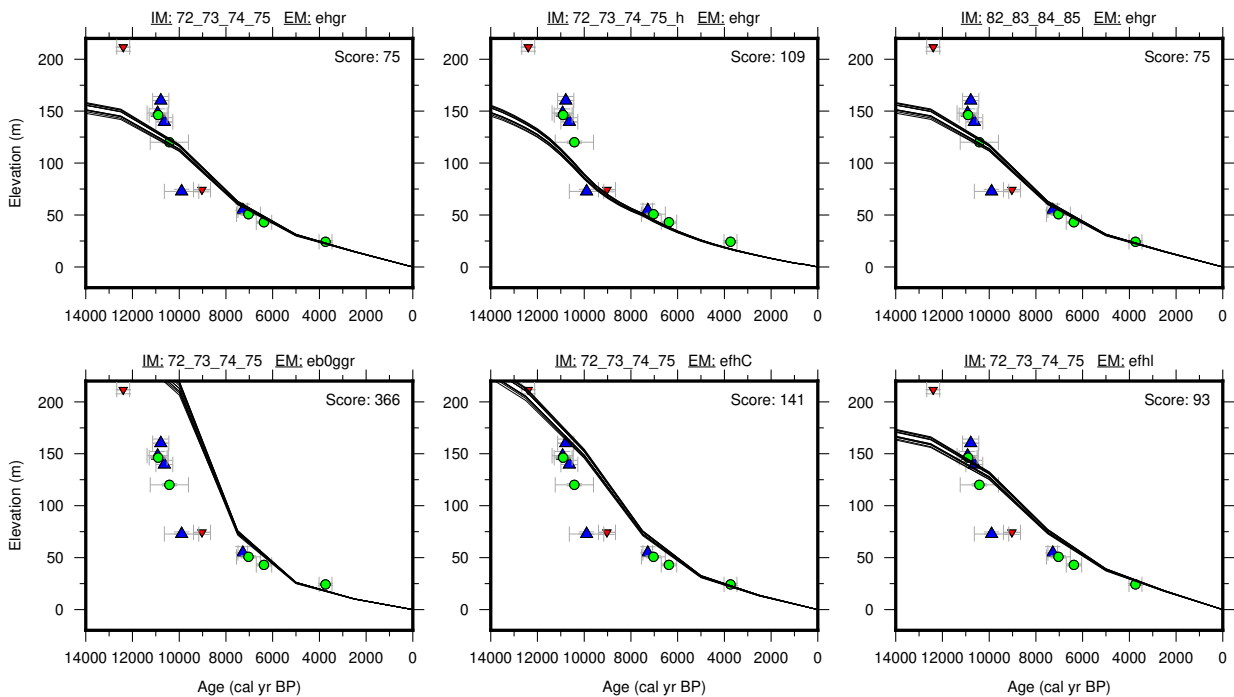 IM: 72_73_74_75 EM: ehgr
IM: 72_73_74_75_h EM: ehgr
IM: 82_83_84_85 EM: ehgr
Score: 75
Score: 109
Score: 75
Elevation (m)
200
150
100
50
0
200
150
100
50
0
200
150
100
50
0
14000 12000 10000 8000 6000 4000 2000 0
14000 12000 10000 8000 6000 4000 2000 0
14000 12000 10000 8000 6000 4000 2000 0
IM: 72_73_74_75 EM: eb0ggr
IM: 72_73_74_75 EM: efhC
IM: 72_73_74_75 EM: efhl
Score: 366
Score: 141
Score: 93
Elevation (m)
200
150
100
50
0
200
150
100
50
0
200
150
100
50
0
14000 12000 10000 8000 6000 4000 2000 0
14000 12000 10000 8000 6000 4000 2000 0
14000 12000 10000 8000 6000 4000 2000 0
Age (cal yr BP)
Age (cal yr BP)
Age (cal yr BP)